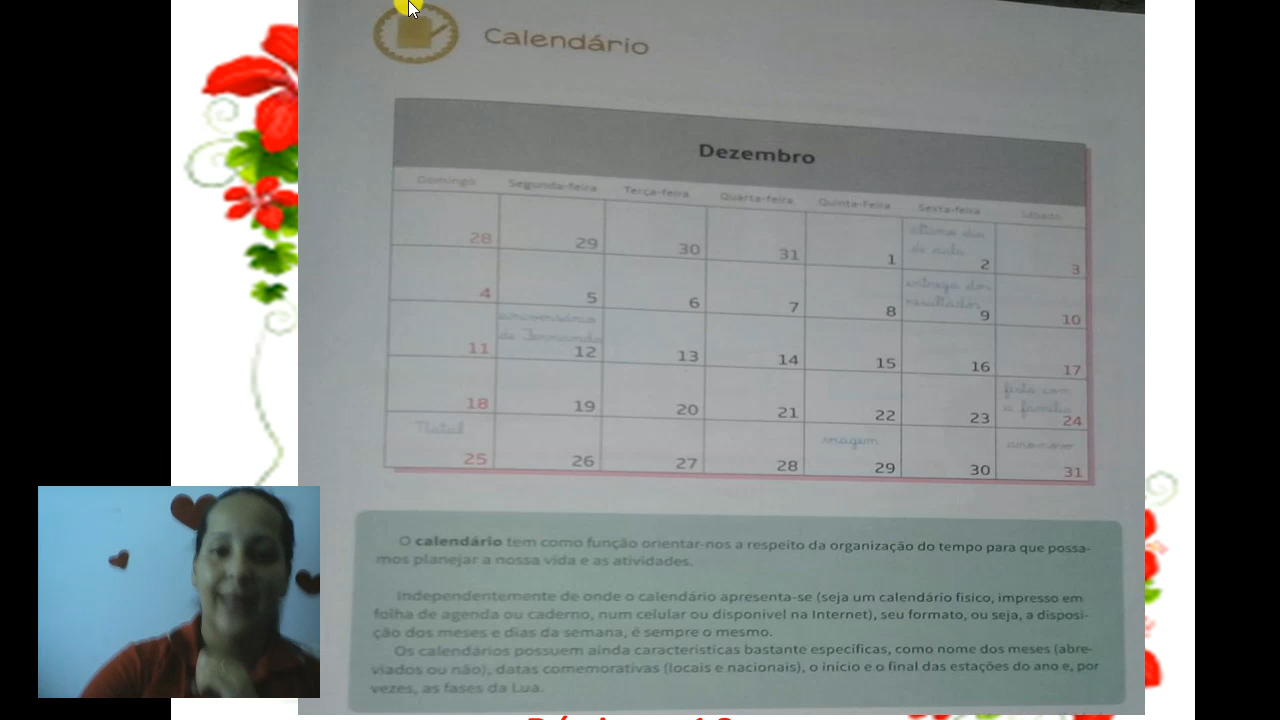 Calendário
Dezembro
Domingo Segunda-feira Terça-feira Quarta-feira Quinta-feira Sexta-feira Sábado
último dia
de aula
28 29 30 31 1 2 3
entrega dos
resultados
4 5 6 7 8 9 10
aniversário
de Fernando
11 12 13 14 15 16 17
festa com
a família
18 19 20 21 22 23 24
Natal viagem ano-novo
25 26 27 28 29 30 31
O calendário tem como função orientar-nos a respeito da organização do tempo para que possa-
mos planejar a nossa vida e as atividades.
Independentemente de onde o calendário apresenta-se (seja um calendário físico, impresso em
folha de agenda ou caderno, num celular ou disponível na Internet), seu formato, ou seja, a disposi-
ção dos meses e dias da semana, é sempre o mesmo.
Os calendários possuem ainda características bastante específicas, como nome dos meses (abre-
viados ou não), datas comemorativas (locais e nacionais), o início e o final das estações do ano e, por
vezes, as fases da Lua.